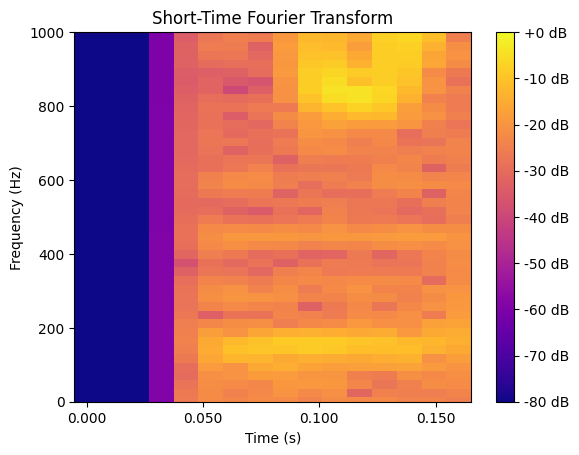 Short-Time Fourier Transform
1000
800
600
400
200
0
Frequency (Hz)
0.000
0.050
0.100
0.150
Time (s)
+0 dB
-10 dB
-20 dB
-30 dB
-40 dB
-50 dB
-60 dB
-70 dB
-80 dB